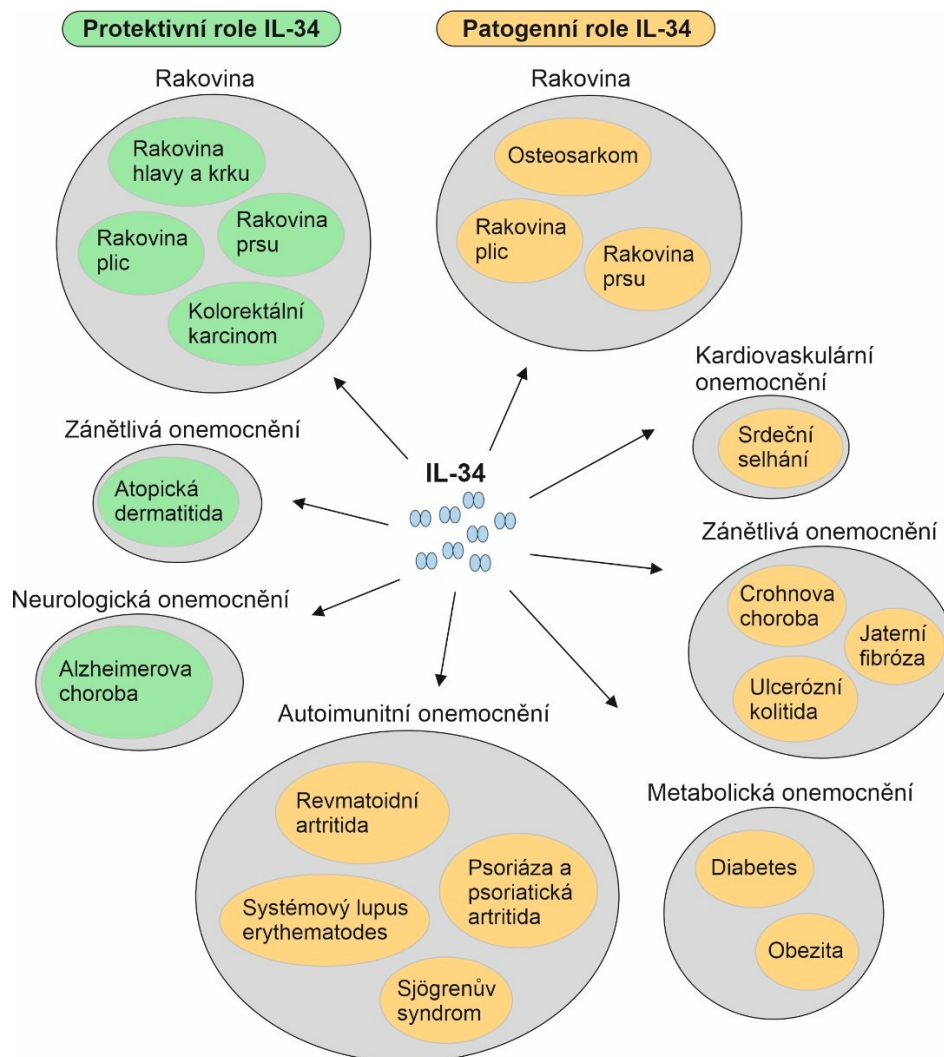 Protektivní role IL-34
Patogenní role IL-34
Rakovina
Rakovina
hlavy a krku
Rakovina
plic
Rakovina
prsu
Kolorektální
karcinom
Rakovina
Osteosarkom
Rakovina
plic
Rakovina
prsu
Kardiovaskulární
onemocnění
Srdeční
selhání
Zánětlivá onemocnění
Atopická
dermatitida
IL-34
Zánětlivá onemocnění
Crohnova
choroba
Jaterní
fibróza
Ulcerózní
kolitida
Neurologická onemocnění
Alzheimerova
choroba
Autoimunitní onemocnění
Revmatoidní
artritida
Psoriáza a
psoriatická
artritida
Systémový lupus
erythematodes
Sjögrenův
syndrom
Metabolická onemocnění
Diabetes
Obezita